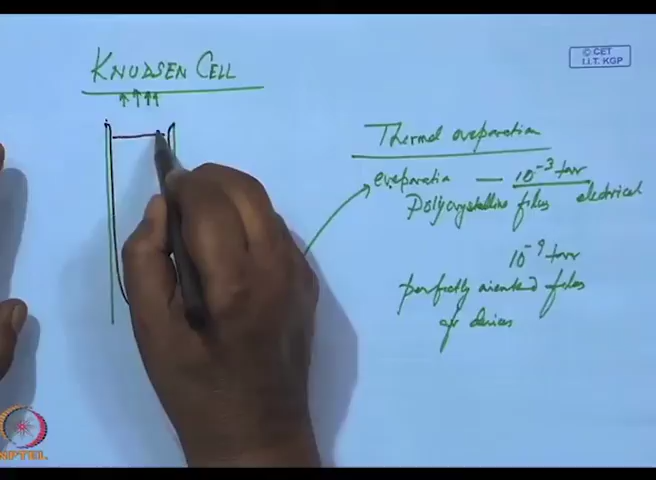 KNUDSEN CELL
© CET
I.I.T. KGP
Thermal evaporation
evaporatin — 10⁻³ torr
Polycrystalline films electrical
10⁻⁹ torr
perfectly oriented films
for devices
NPTEL